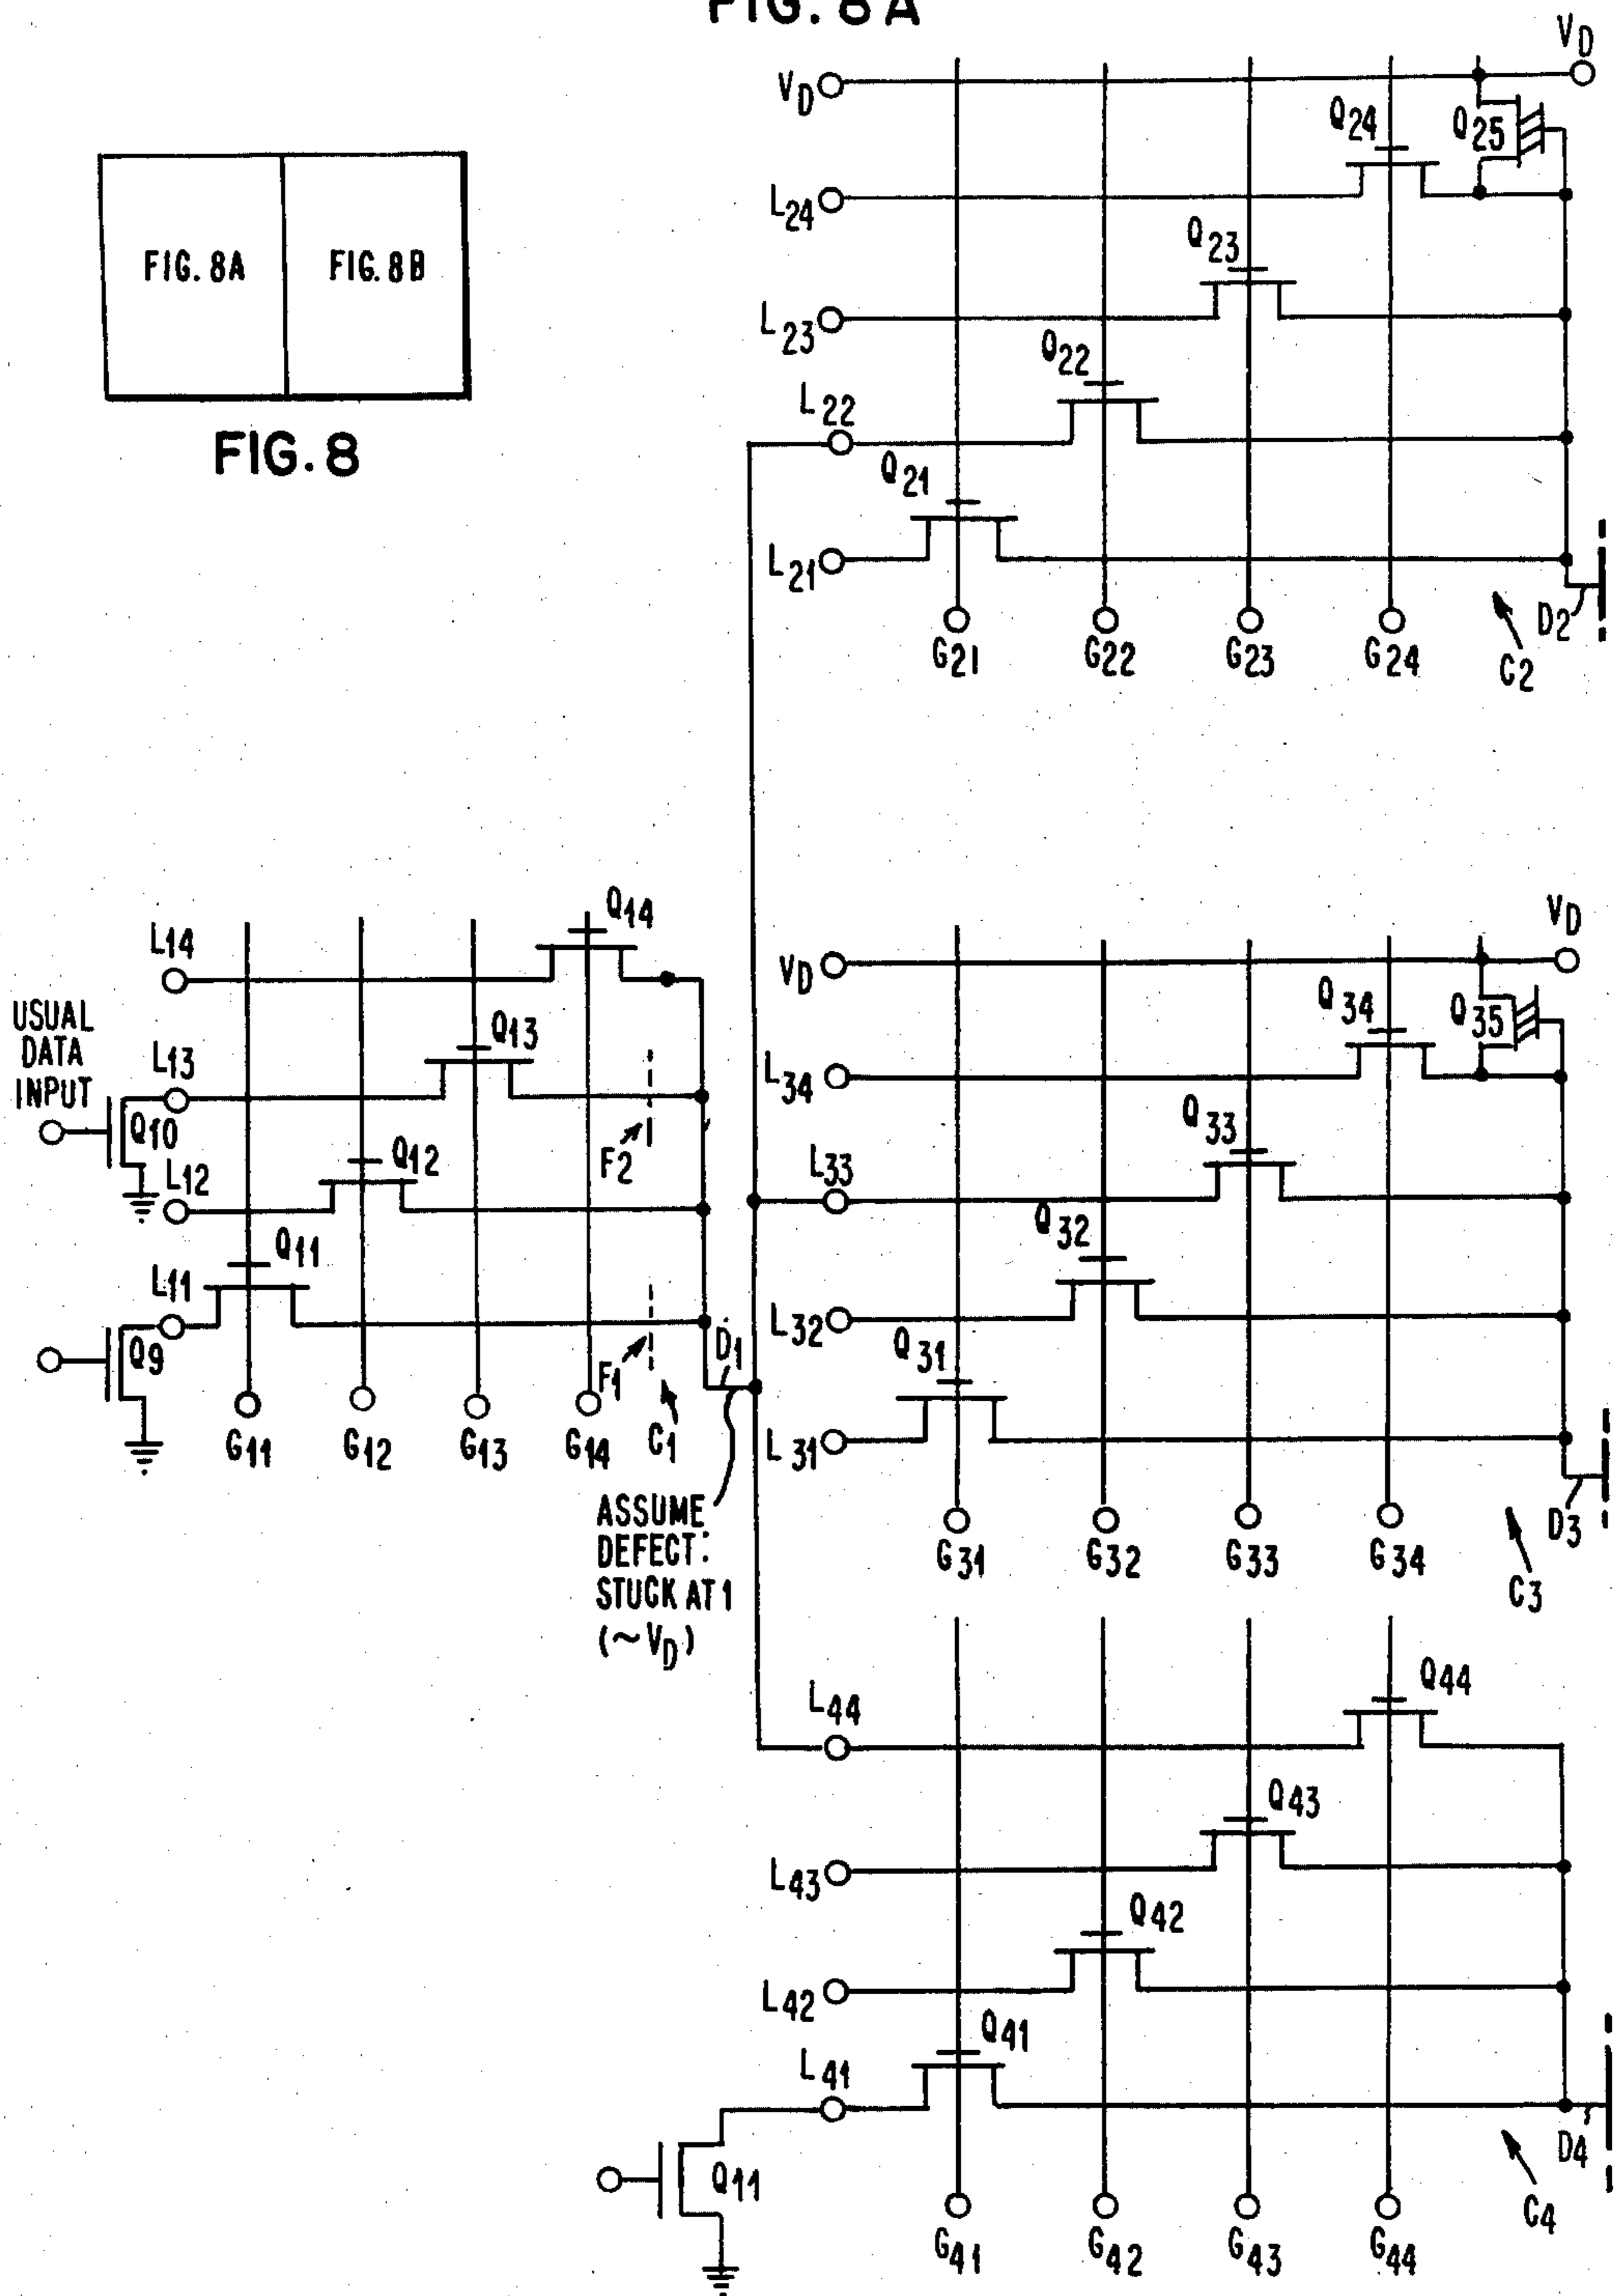 FIG. 8A
FIG. 8A
FIG. 8B
FIG. 8
VD
VD
L24
Q24
Q25
L23
Q23
L22
Q22
L21
Q21
D2
G21
G22
G23
G24
C2
L14
Q14
USUAL
DATA
INPUT
L13
Q13
Q10
L12
Q12
F2
L11
Q11
Q9
F1
C1
D1
G11
G12
G13
G14
ASSUME
DEFECT:
STUCK AT 1
(~VD)
VD
VD
L34
Q34
Q35
L33
Q33
L32
Q32
L31
Q31
D3
G31
G32
G33
G34
C3
L44
Q44
L43
Q43
L42
Q42
L41
Q41
Q11
D4
G41
G42
G43
G44
C4